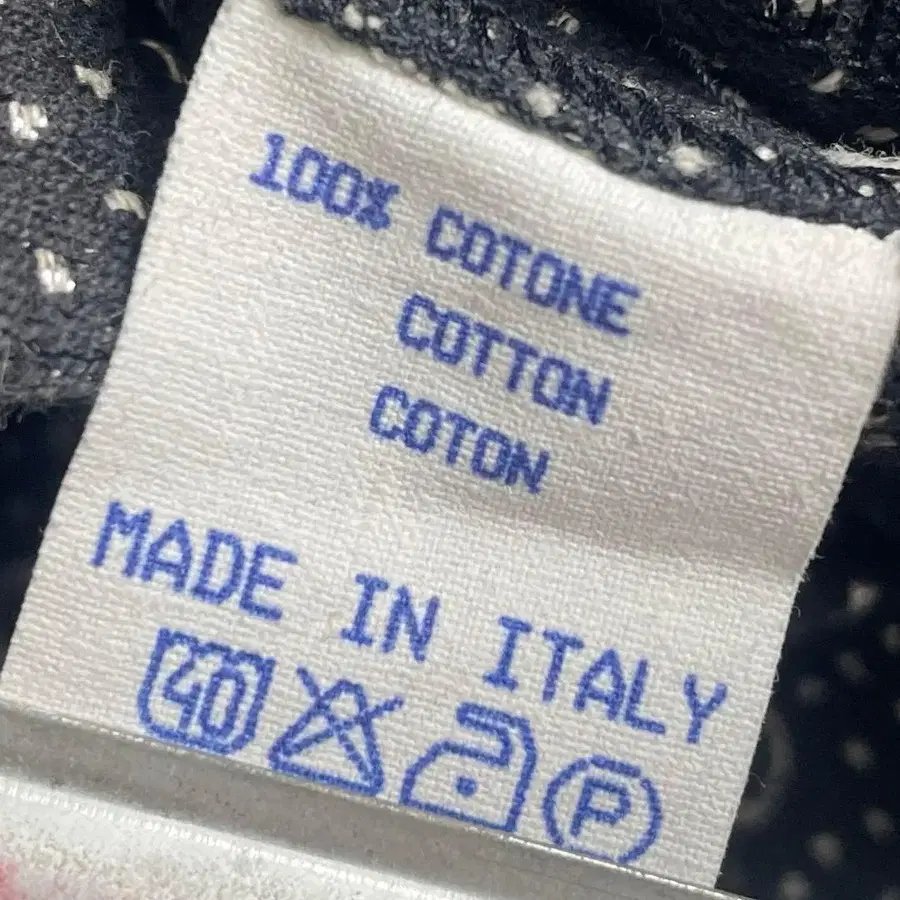 100% COTONE
COTTON
COTON
MADE IN ITALY
40 P